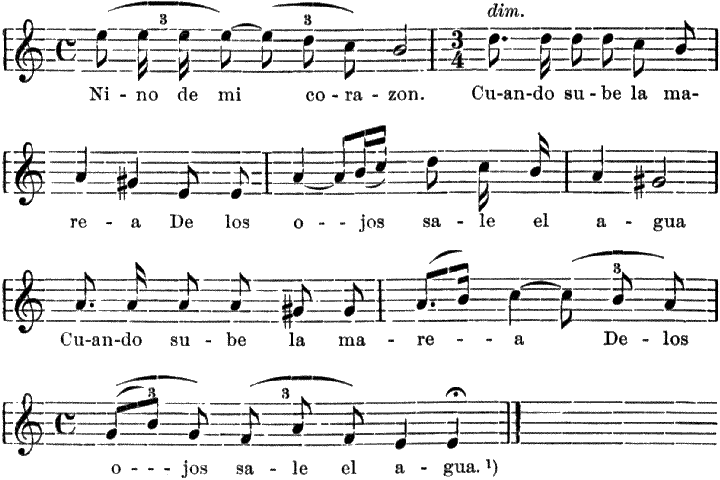 3 3 dim.
Ni - no de mi co - ra - zon. Cu-an-do su-be la ma-
re - a De los o - - jos sa - le el a - gua
3
Cu-an-do su - be la ma - re - - a De - los
3 3
o - - - jos sa - le el a - gua. ¹)